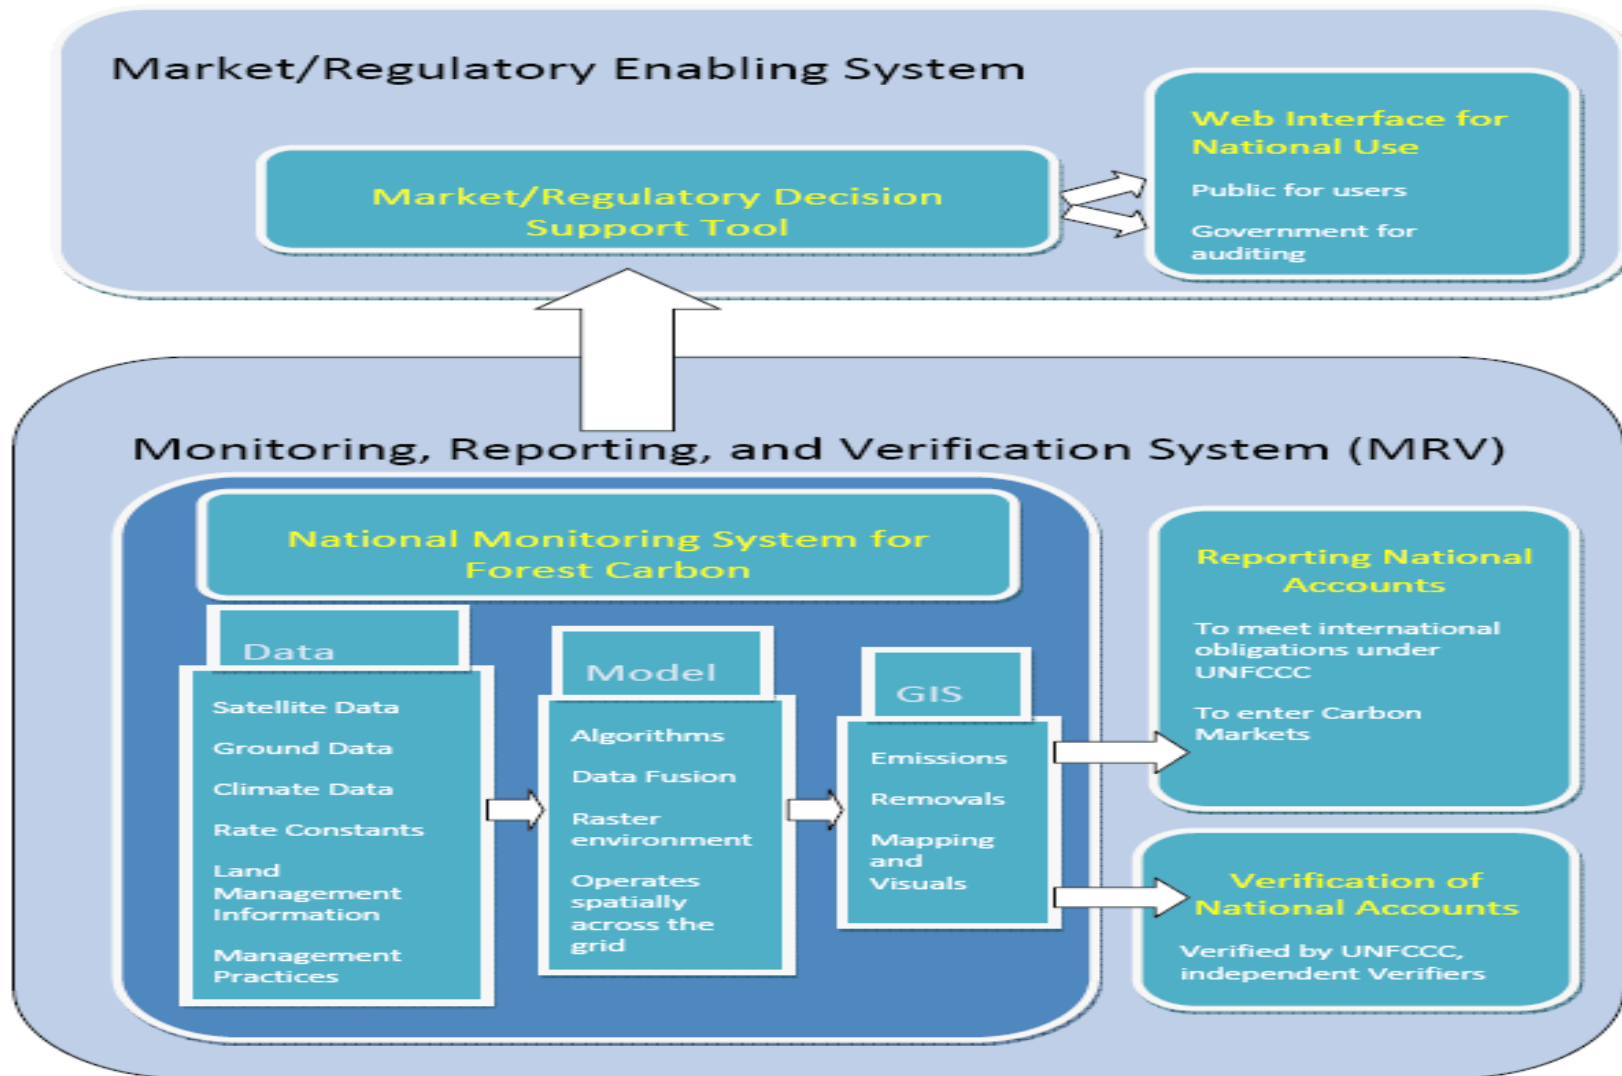 Market/Regulatory Enabling System
Market/Regulatory Decision
Support Tool
Web Interface for
National Use
Public for users
Government for
auditing
Monitoring, Reporting, and Verification System (MRV)
National Monitoring System for
Forest Carbon
Data
Satellite Data
Ground Data
Climate Data
Rate Constants
Land
Management
Information
Management
Practices
Model
Algorithms
Data Fusion
Raster
environment
Operates
spatially
across the
grid
GIS
Emissions
Removals
Mapping
and
Visuals
Reporting National
Accounts
To meet international
obligations under
UNFCCC
To enter Carbon
Markets
Verification of
National Accounts
Verified by UNFCCC,
independent Verifiers